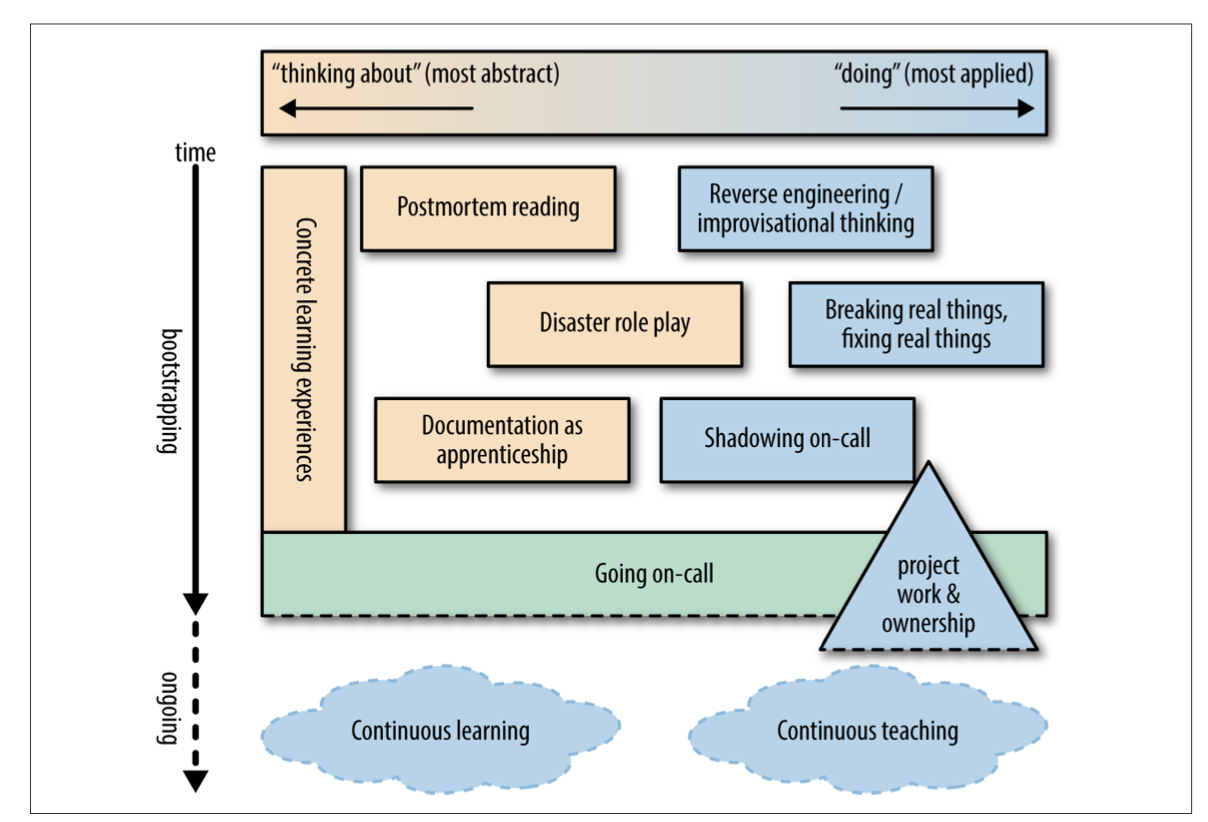 “thinking about” (most abstract)
“doing” (most applied)
time
Concrete learning experiences
Postmortem reading
Reverse engineering /
improvisational thinking
Disaster role play
Breaking real things,
fixing real things
bootstrapping
Documentation as
apprenticeship
Shadowing on-call
Going on-call
project
work &
ownership
ongoing
Continuous learning
Continuous teaching